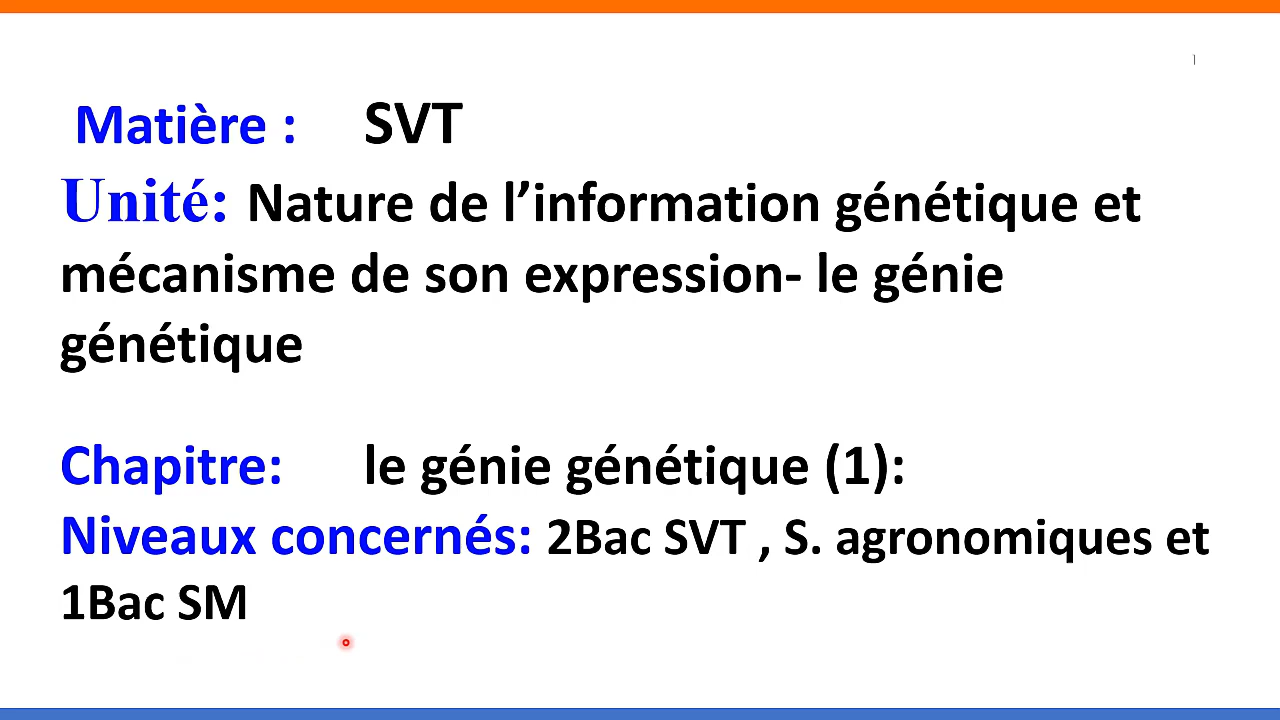 Matière : SVT
Unité: Nature de l’information génétique et
mécanisme de son expression- le génie
génétique
Chapitre: le génie génétique (1):
Niveaux concernés: 2Bac SVT , S. agronomiques et
1Bac SM